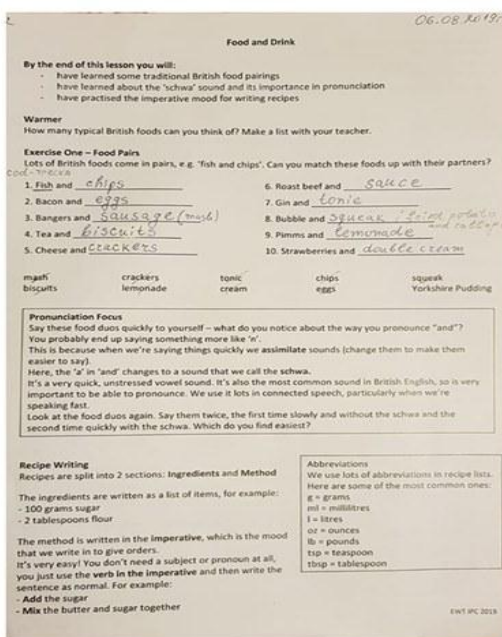 06.08.2019г
Food and Drink
By the end of this lesson you will:
- have learned some traditional British food pairings
- have learned about the 'schwa' sound and its importance in pronunciation
- have practised the imperative mood for writing recipes
Warmer
How many typical British foods can you think of? Make a list with your teacher.
Exercise One – Food Pairs
Lots of British foods come in pairs, e.g. 'fish and chips'. Can you match these foods up with their partners?
cod-треска
1. Fish and chips
2. Bacon and eggs
3. Bangers and sausage (mash)
4. Tea and biscuits
5. Cheese and crackers
6. Roast beef and sauce
7. Gin and tonic
8. Bubble and squeak fried potato
and cabbage
9. Pimms and lemonade
10. Strawberries and double cream
mash crackers tonic chips squeak
biscuits lemonade cream eggs Yorkshire Pudding
Pronunciation Focus
Say these food duos quickly to yourself – what do you notice about the way you pronounce "and"?
You probably end up saying something more like 'n'.
This is because when we're saying things quickly we assimilate sounds (change them to make them
easier to say).
Here, the 'a' in 'and' changes to a sound that we call the schwa.
It's a very quick, unstressed vowel sound. It's also the most common sound in British English, so is very
important to be able to pronounce. We use it lots in connected speech, particularly when we're
speaking fast.
Look at the food duos again. Say them twice, the first time slowly and without the schwa and the
second time quickly with the schwa. Which do you find easiest?
Recipe Writing
Recipes are split into 2 sections: Ingredients and Method
The ingredients are written as a list of items, for example:
- 100 grams sugar
- 2 tablespoons flour
The method is written in the imperative, which is the mood
that we write in to give orders.
It's very easy! You don't need a subject or pronoun at all,
you just use the verb in the imperative and then write the
sentence as normal. For example:
- Add the sugar
- Mix the butter and sugar together
Abbreviations
We use lots of abbreviations in recipe lists.
Here are some of the most common ones:
g = grams
ml = millilitres
l = litres
oz = ounces
lb = pounds
tsp = teaspoon
tbsp = tablespoon
EWT IPC 2018